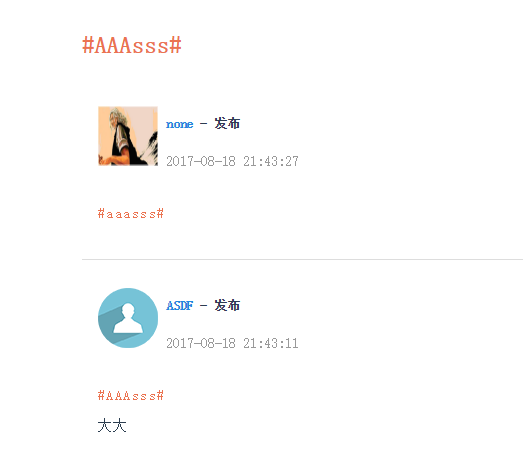 #AAAsss#
none - 发布
2017-08-18 21:43:27
#aaasss#
ASDF - 发布
2017-08-18 21:43:11
#AAAsss#
大大